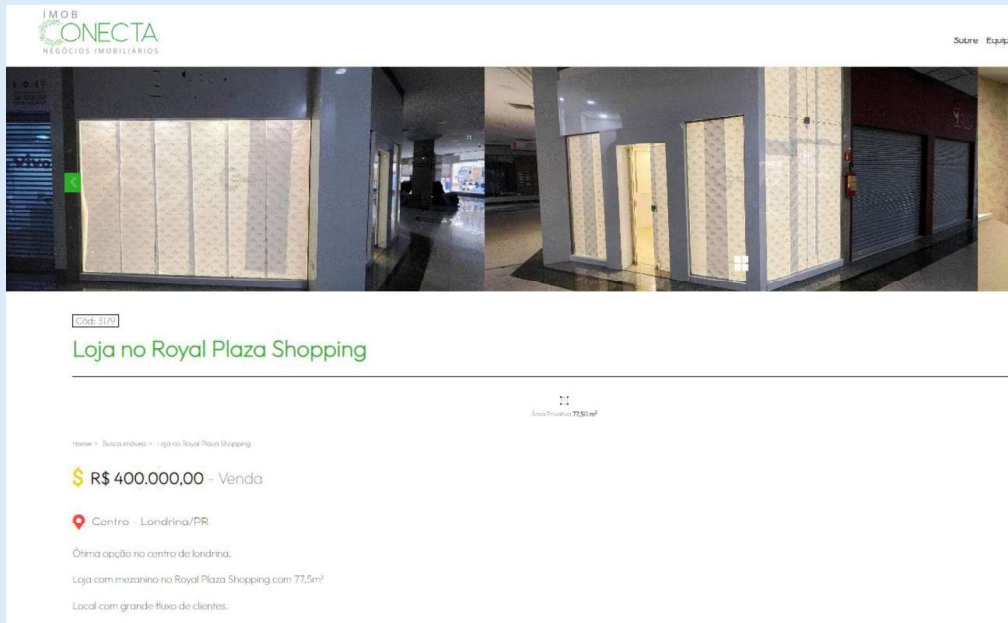 IMOB
CONECTA
NEGÓCIOS IMOBILIÁRIOS
Sobre Equip
Cód: 3179
Loja no Royal Plaza Shopping
Área Privativa 77,50 m²
Home > Busca imóveis > Loja no Royal Plaza Shopping
$ R$ 400.000,00 - Venda
Centro - Londrina/PR
Ótima opção no centro de londrina.
Loja com mezanino no Royal Plaza Shopping com 77,5m²
Local com grande fluxo de clientes.